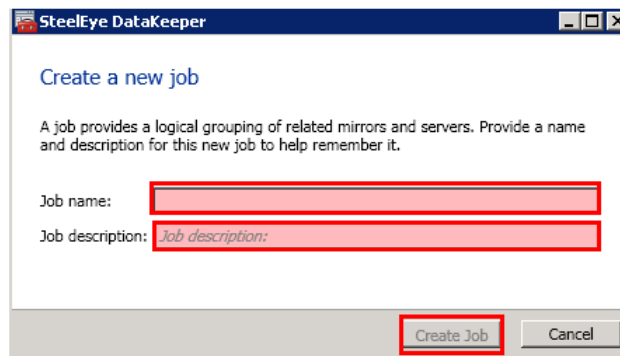 SteelEye DataKeeper
Create a new job
A job provides a logical grouping of related mirrors and servers. Provide a name
and description for this new job to help remember it.
Job name:
Job description: Job description:
Create Job Cancel